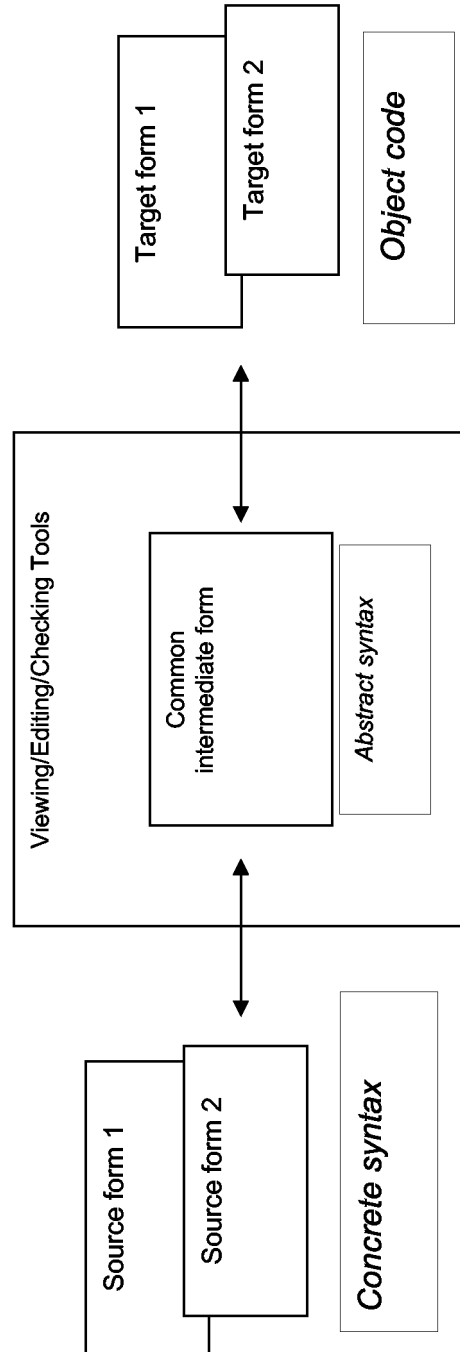 Source form 1
Source form 2
Concrete syntax
Viewing/Editing/Checking Tools
Common
intermediate form
Abstract syntax
Target form 1
Target form 2
Object code